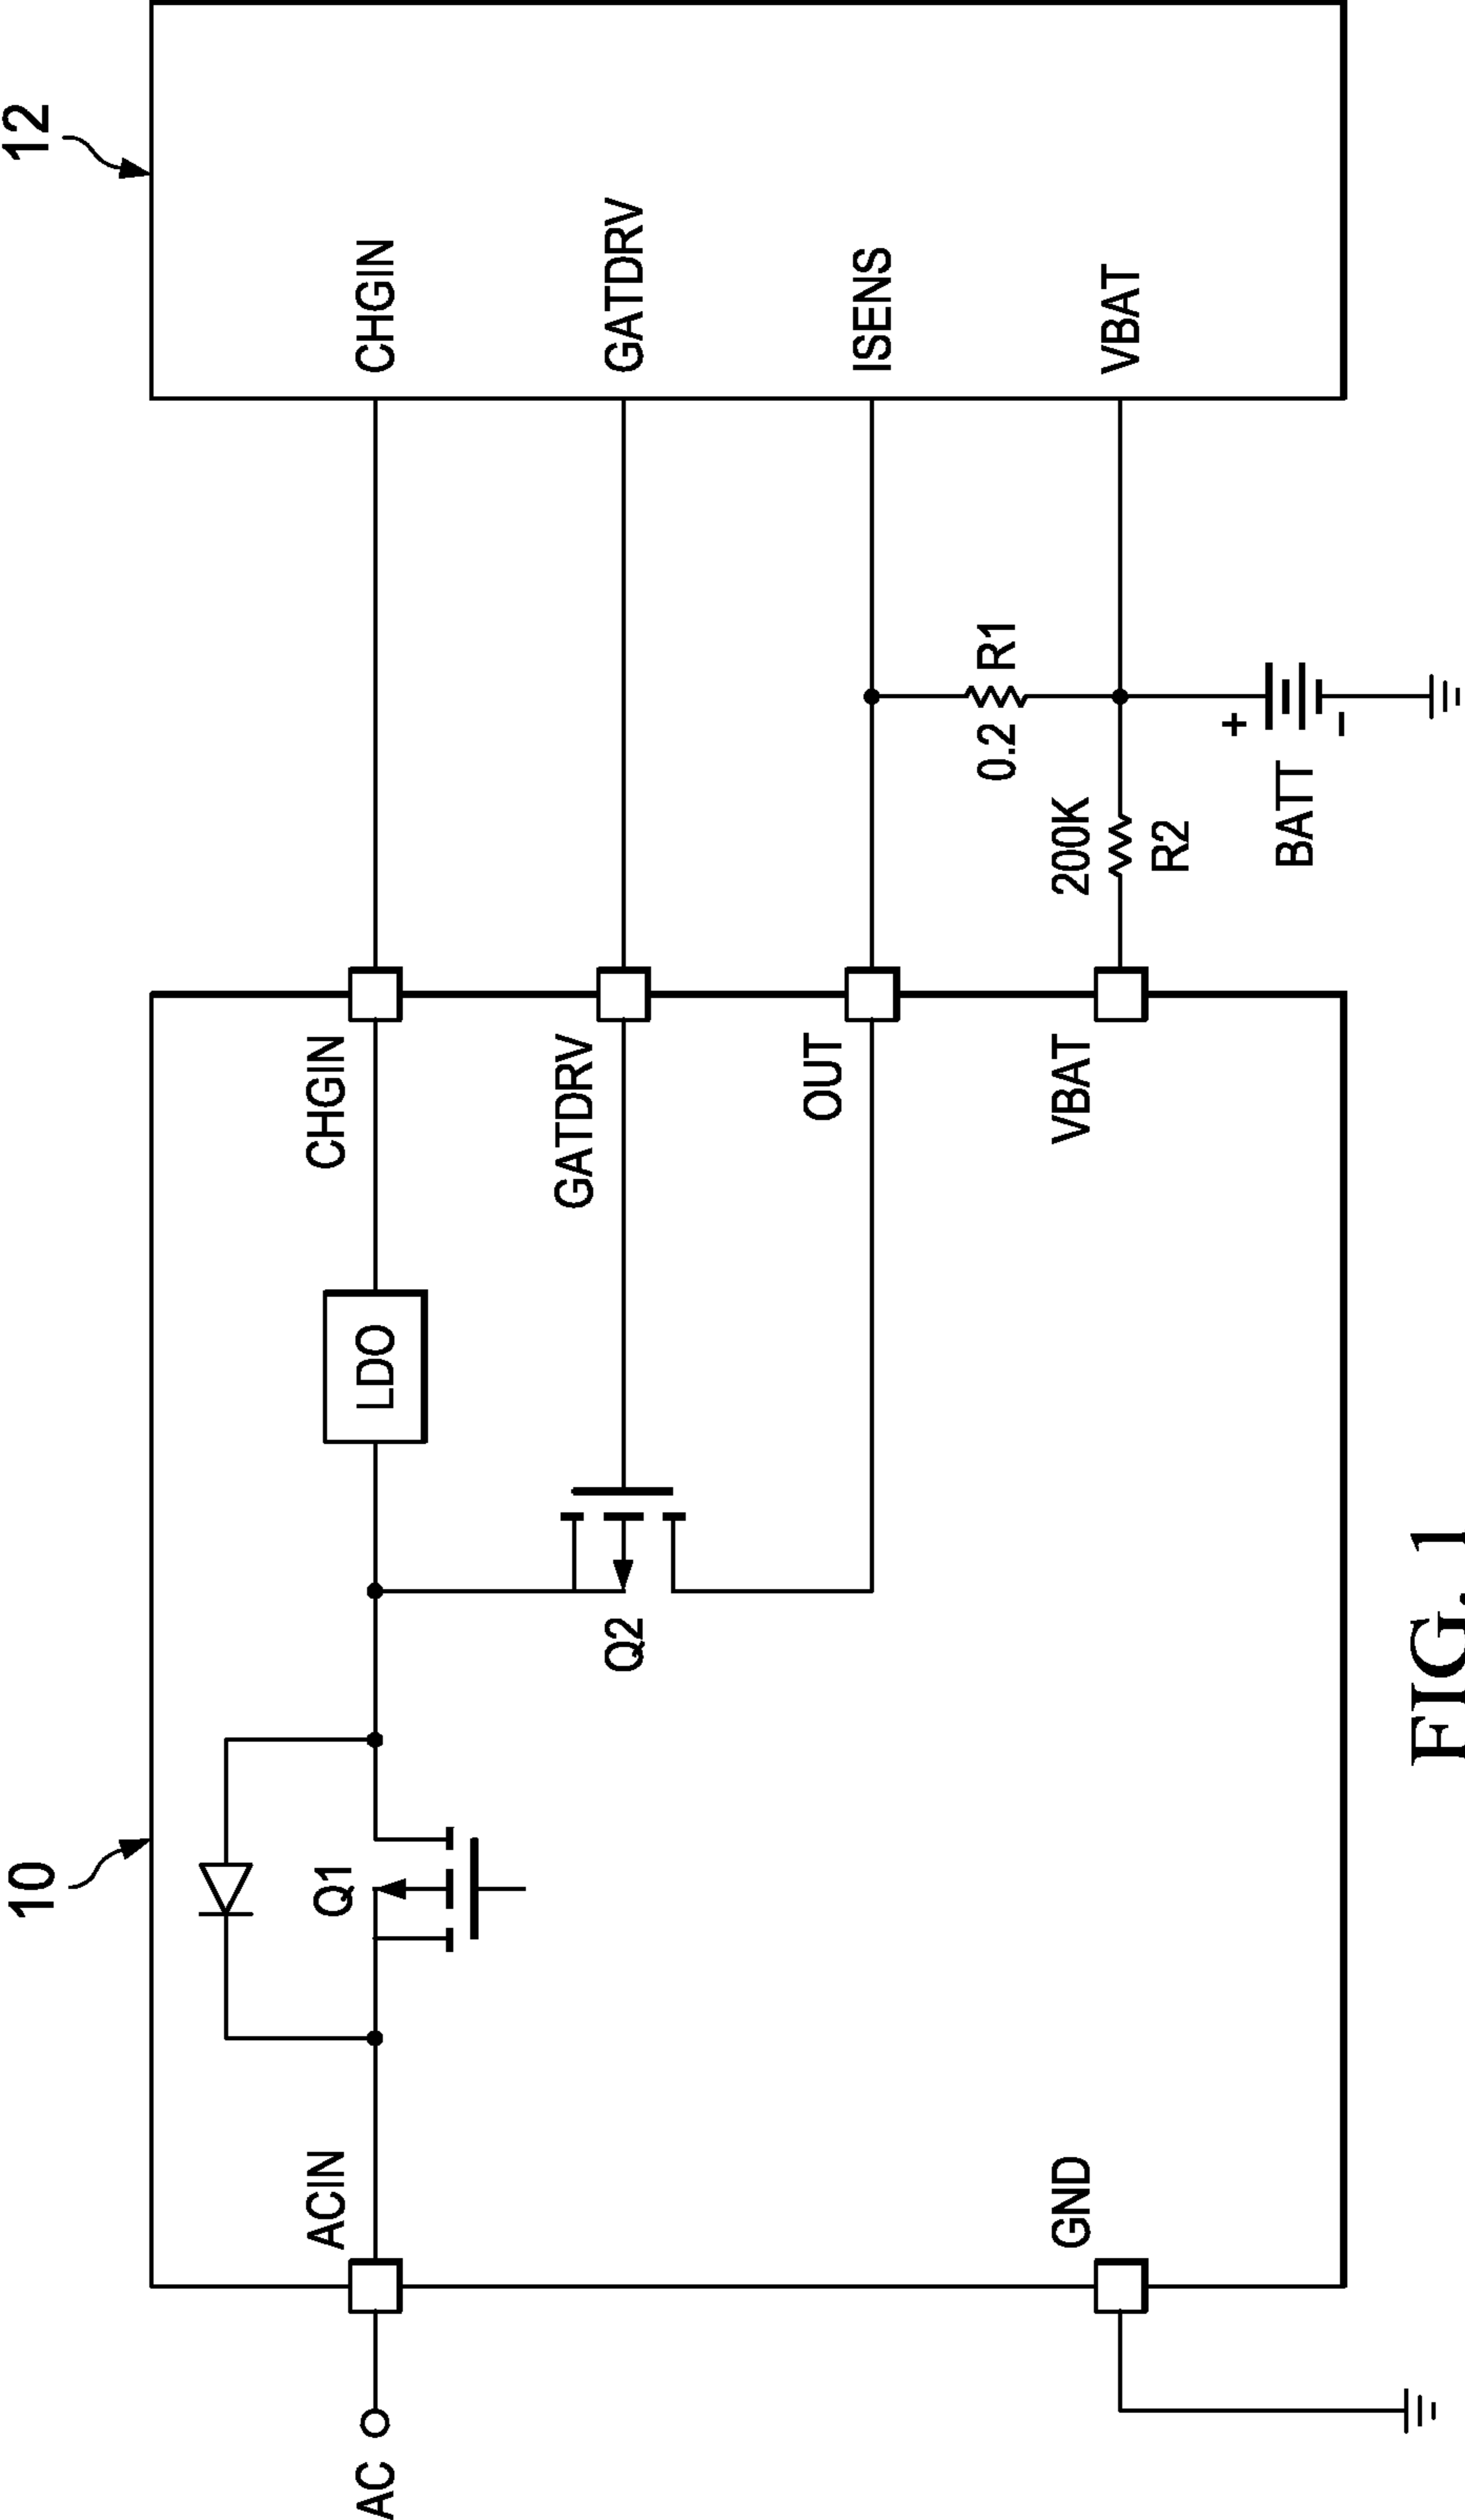 10
12
AC
ACIN
Q1
LDO
CHGIN
CHGIN
Q2
GATDRV
GATDRV
OUT
ISENS
0.2
R1
GND
VBAT
200K
R2
VBAT
+
BATT
-
FIG. 1